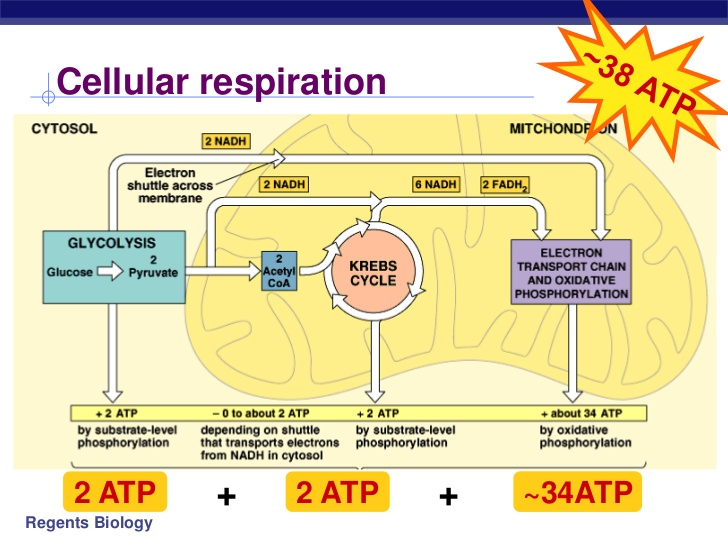 Cellular respiration
~38 ATP
CYTOSOL
MITCHONDRION
2 NADH
Electron
shuttle across
membrane
2 NADH
6 NADH
2 FADH₂
GLYCOLYSIS
Glucose
2
Pyruvate
2
Acetyl
CoA
KREBS
CYCLE
ELECTRON
TRANSPORT CHAIN
AND OXIDATIVE
PHOSPHORYLATION
+ 2 ATP
– 0 to about 2 ATP
+ 2 ATP
+ about 34 ATP
by substrate-level
phosphorylation
depending on shuttle
that transports electrons
from NADH in cytosol
by substrate-level
phosphorylation
by oxidative
phosphorylation
2 ATP + 2 ATP + ~34ATP
Regents Biology